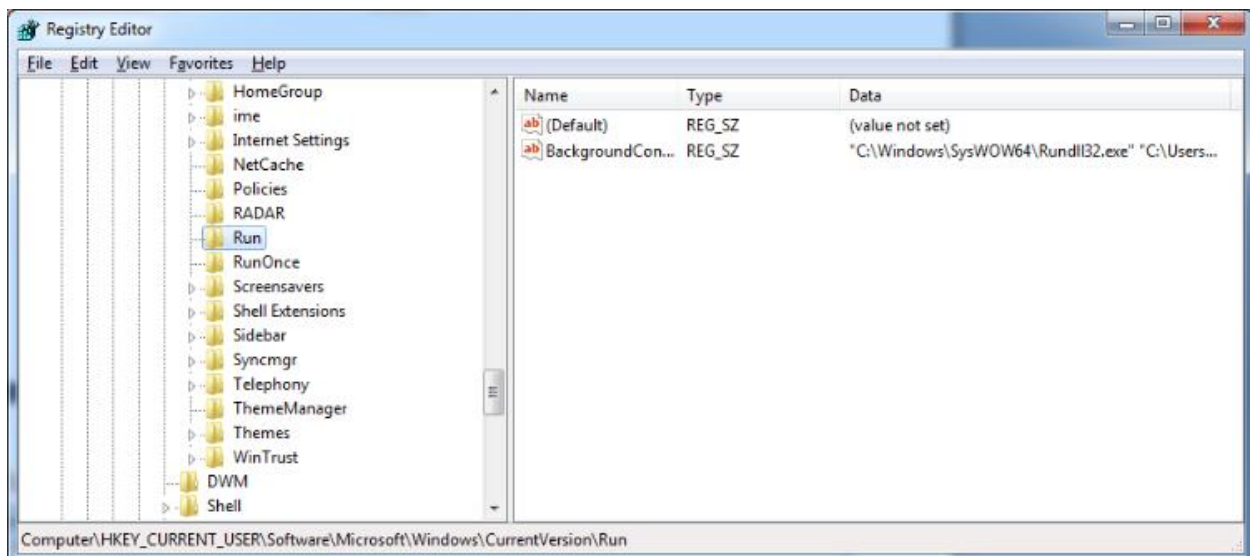 Registry Editor
File Edit View Favorites Help
HomeGroup
ime
Internet Settings
NetCache
Policies
RADAR
Run
RunOnce
Screensavers
Shell Extensions
Sidebar
Syncmgr
Telephony
ThemeManager
Themes
WinTrust
DWM
Shell
Name Type Data
(Default) REG_SZ (value not set)
BackgroundCon... REG_SZ "C:\Windows\SysWOW64\Rundll32.exe" "C:\Users...
Computer\HKEY_CURRENT_USER\Software\Microsoft\Windows\CurrentVersion\Run